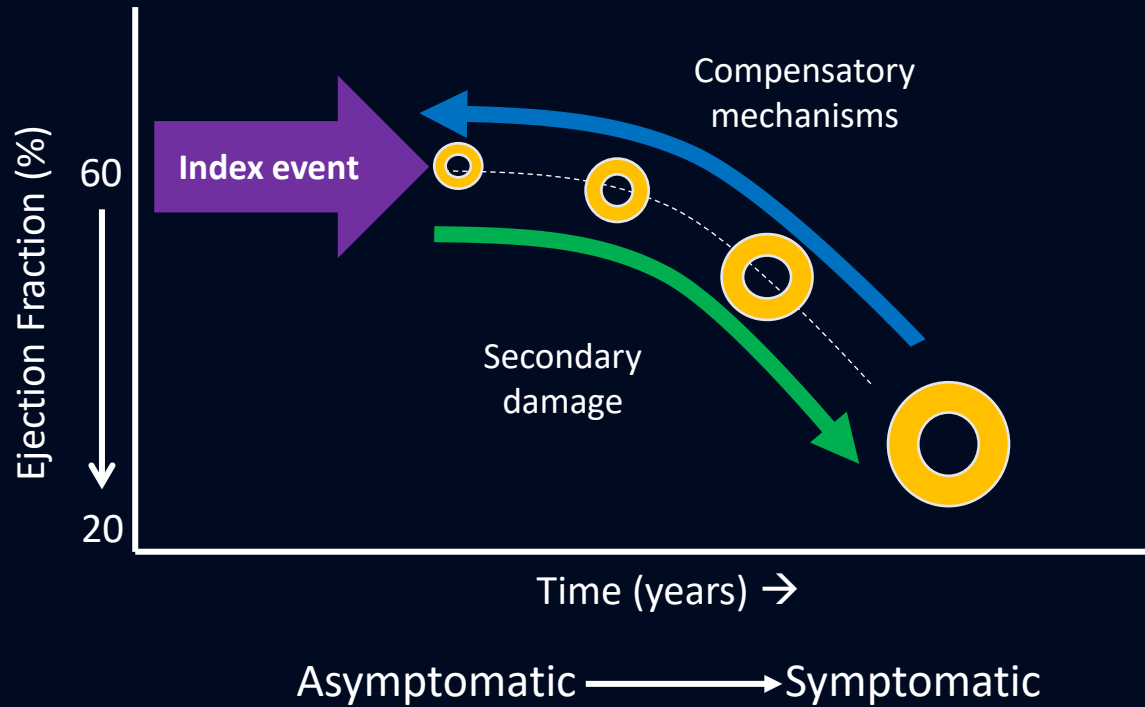 Ejection Fraction (%)
60
20
Index event
Compensatory
mechanisms
Secondary
damage
Time (years) →
Asymptomatic → Symptomatic